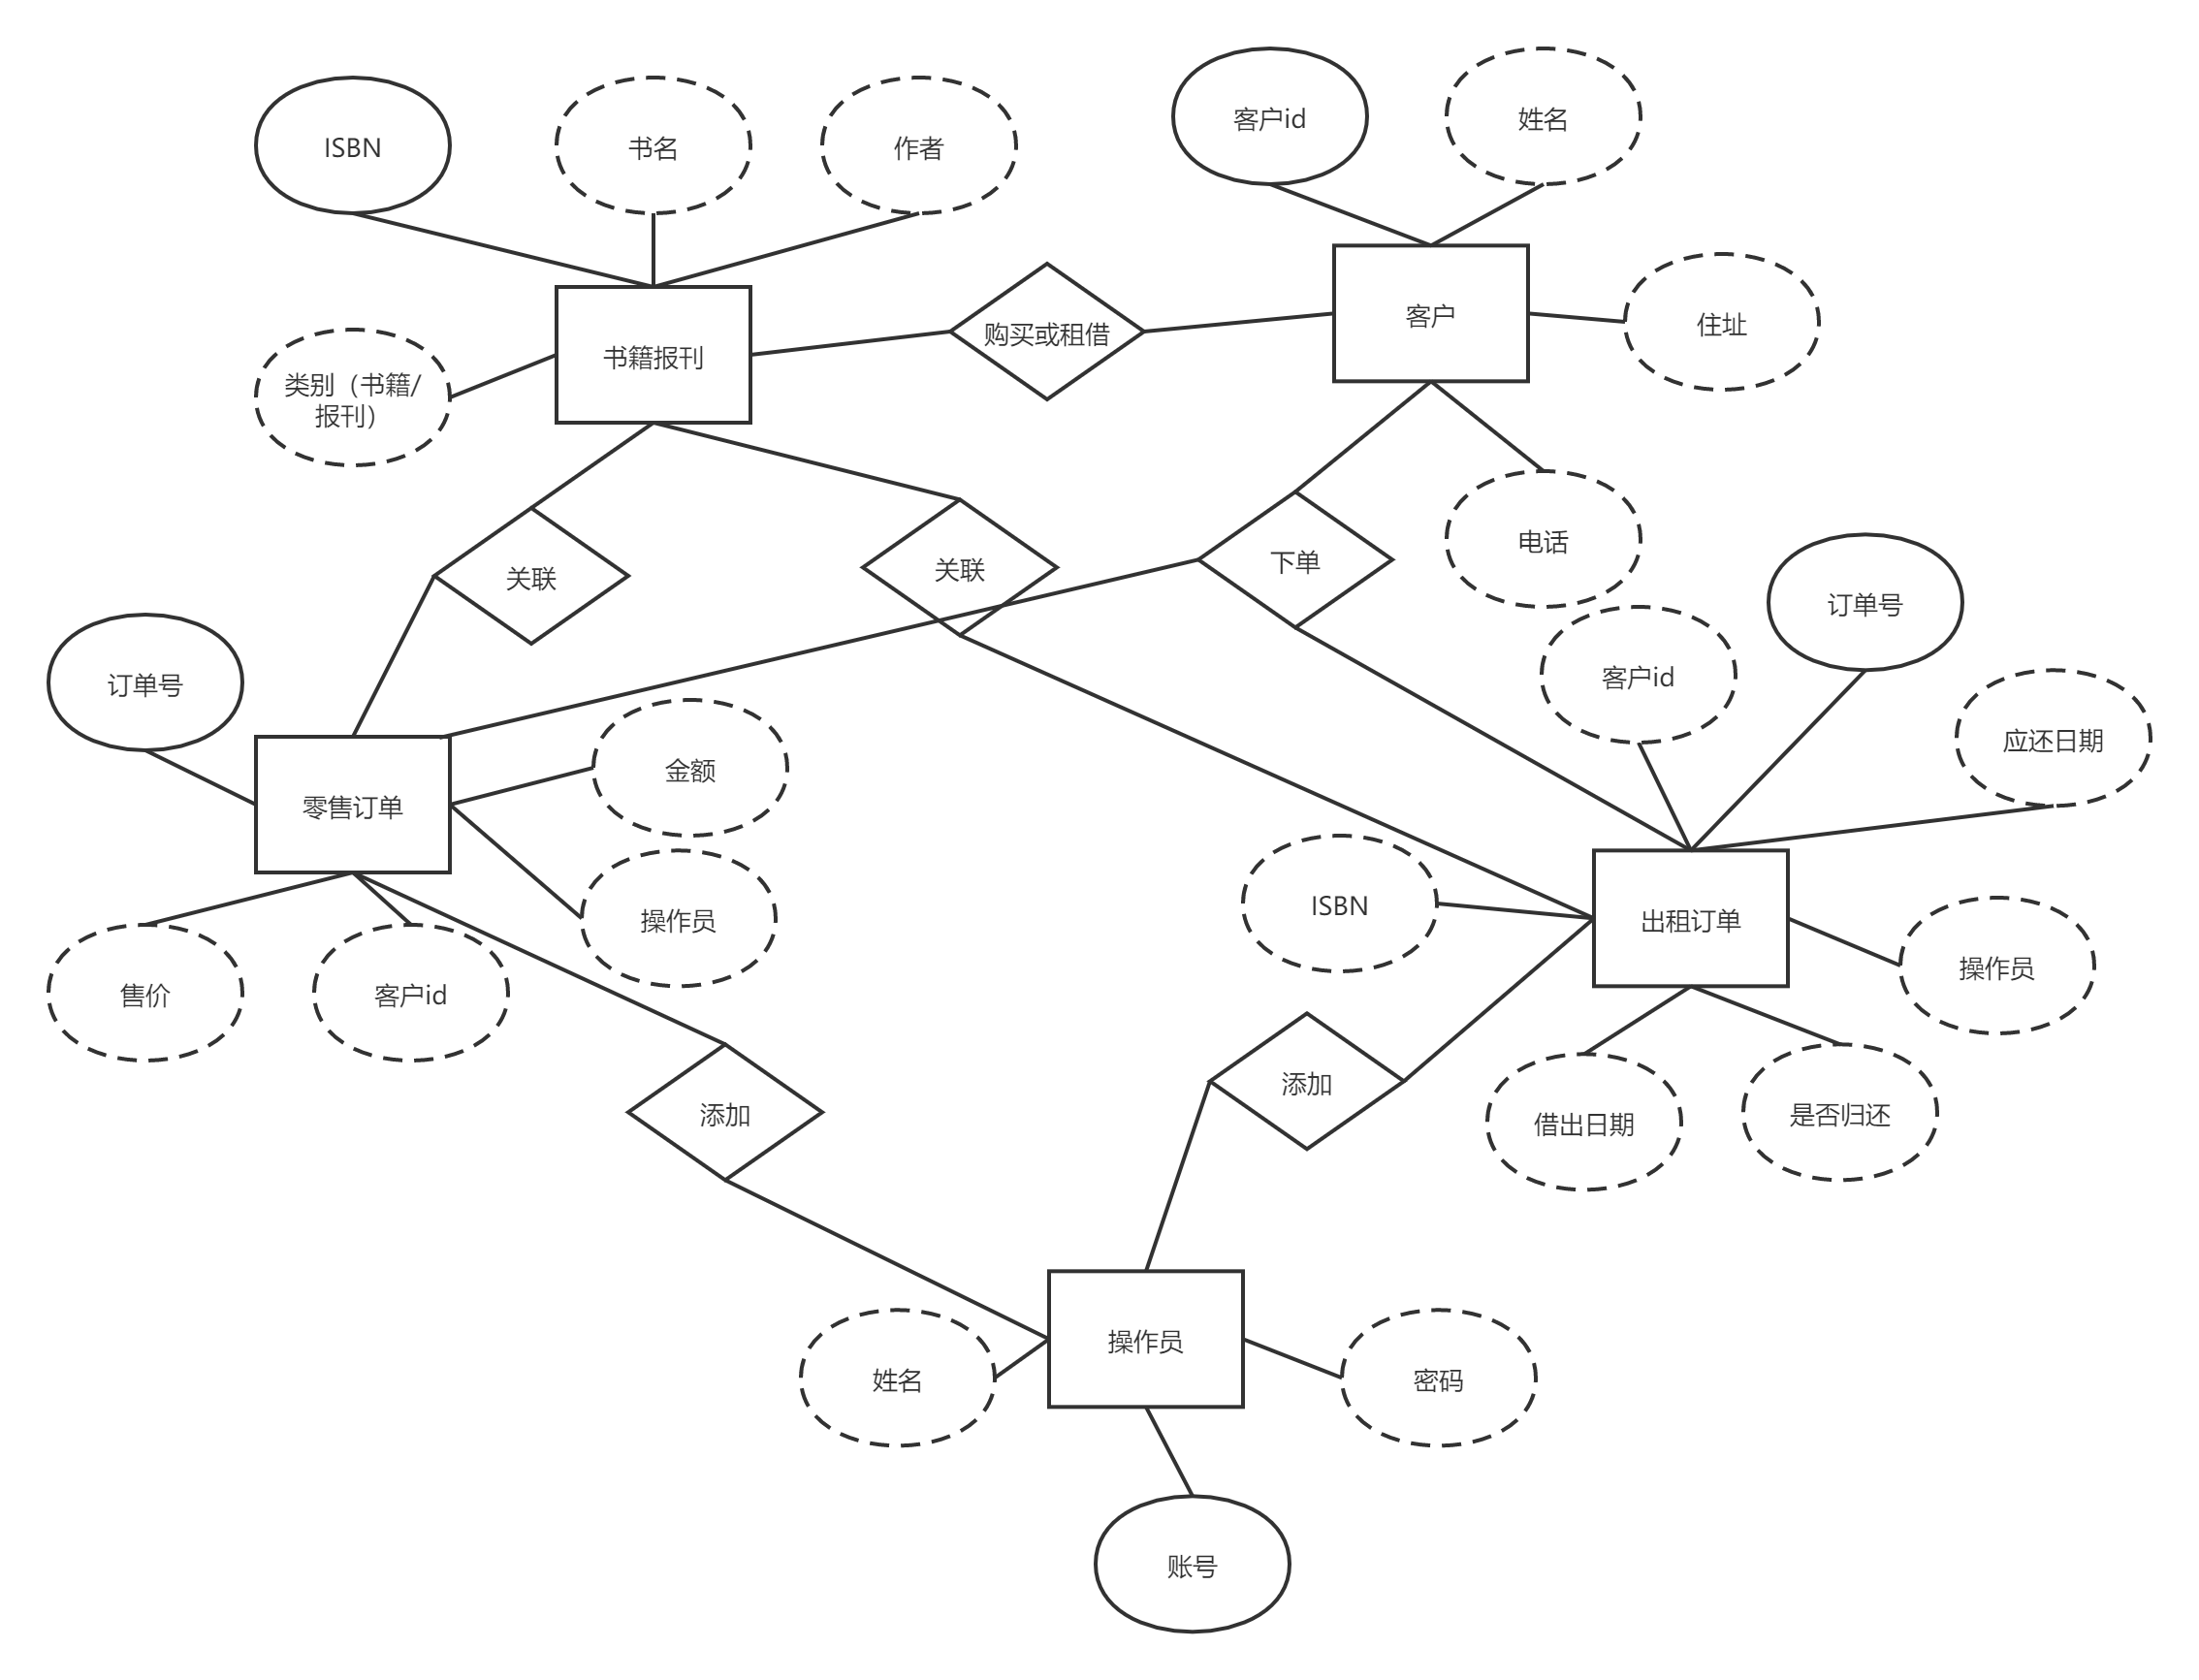 客户id
姓名
ISBN
书名
作者
客户
住址
购买或租借
书籍报刊
类别（书籍/
报刊）
电话
下单
关联
关联
订单号
客户id
订单号
应还日期
金额
零售订单
ISBN
操作员
出租订单
操作员
售价
客户id
添加
添加
借出日期
是否归还
操作员
姓名
密码
账号